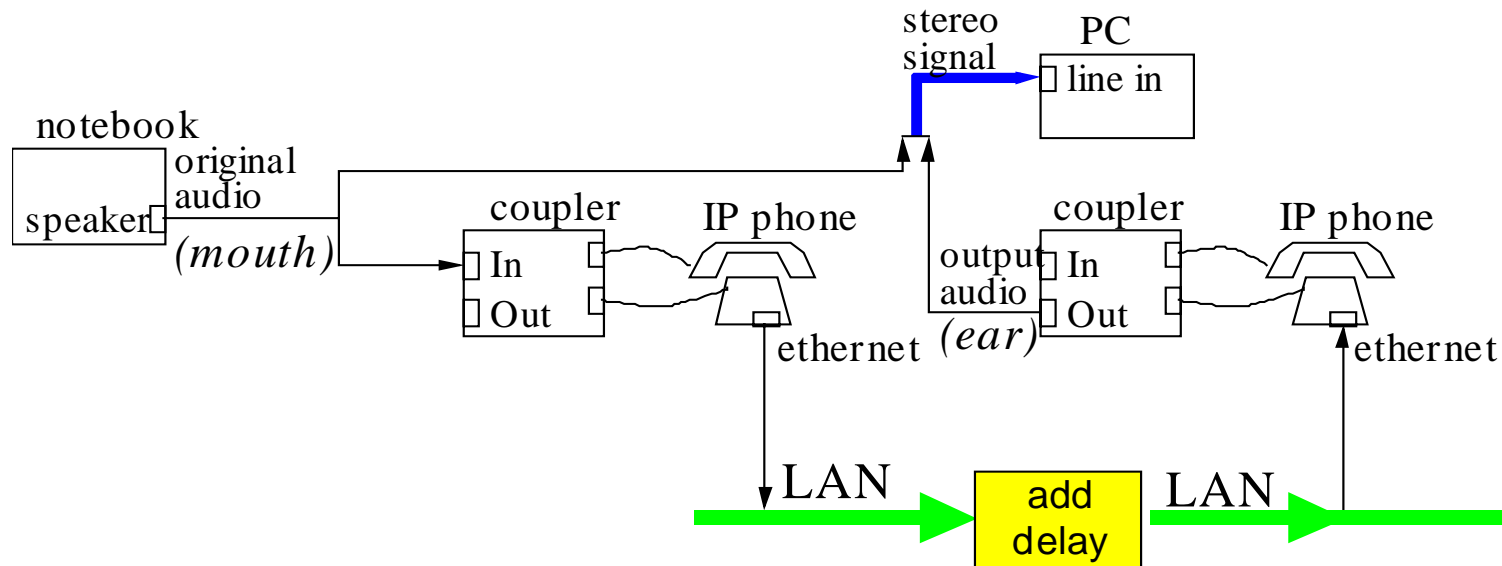 stereo
signal
PC
line in
notebook
original
audio
speaker
(mouth)
coupler
In
Out
IP phone
ethernet
output
audio
(ear)
coupler
In
Out
IP phone
ethernet
LAN
add
delay
LAN